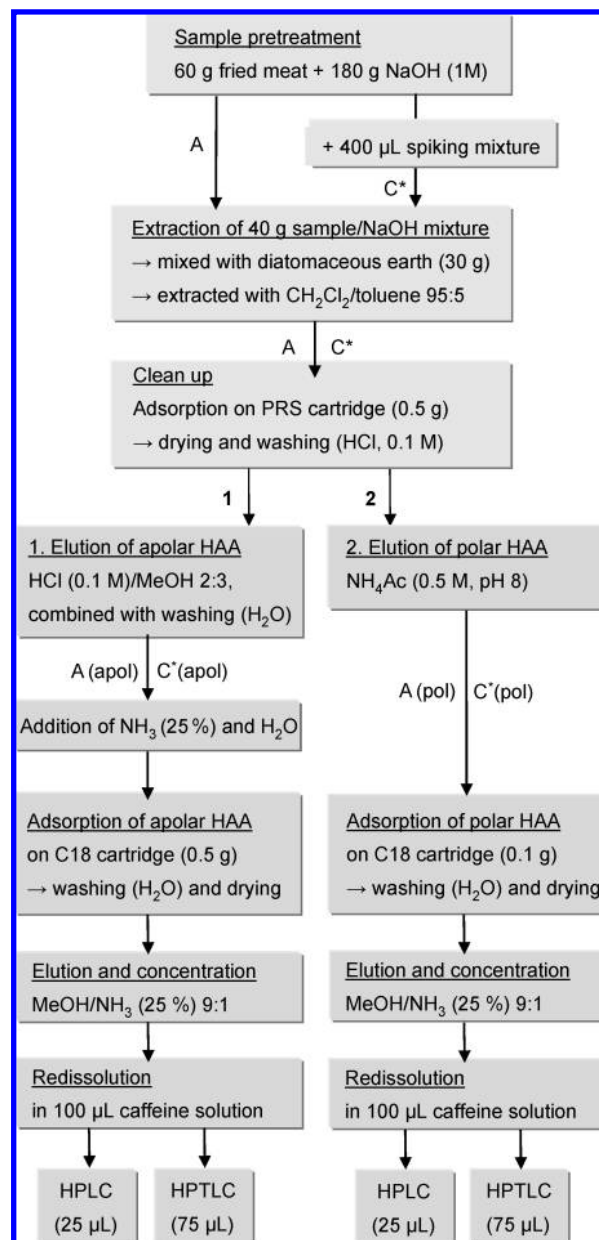 Sample pretreatment
60 g fried meat + 180 g NaOH (1M)
A
+ 400 µL spiking mixture
C*
Extraction of 40 g sample/NaOH mixture
→ mixed with diatomaceous earth (30 g)
→ extracted with CH₂Cl₂/toluene 95:5
A C*
Clean up
Adsorption on PRS cartridge (0.5 g)
→ drying and washing (HCl, 0.1 M)
1
2
1. Elution of apolar HAA
HCl (0.1 M)/MeOH 2:3,
combined with washing (H₂O)
2. Elution of polar HAA
NH₄Ac (0.5 M, pH 8)
A (apol) C*(apol)
A (pol) C*(pol)
Addition of NH₃ (25 %) and H₂O
Adsorption of apolar HAA
on C18 cartridge (0.5 g)
→ washing (H₂O) and drying
Adsorption of polar HAA
on C18 cartridge (0.1 g)
→ washing (H₂O) and drying
Elution and concentration
MeOH/NH₃ (25 %) 9:1
Elution and concentration
MeOH/NH₃ (25 %) 9:1
Redissolution
in 100 µL caffeine solution
Redissolution
in 100 µL caffeine solution
HPLC
(25 µL)
HPTLC
(75 µL)
HPLC
(25 µL)
HPTLC
(75 µL)